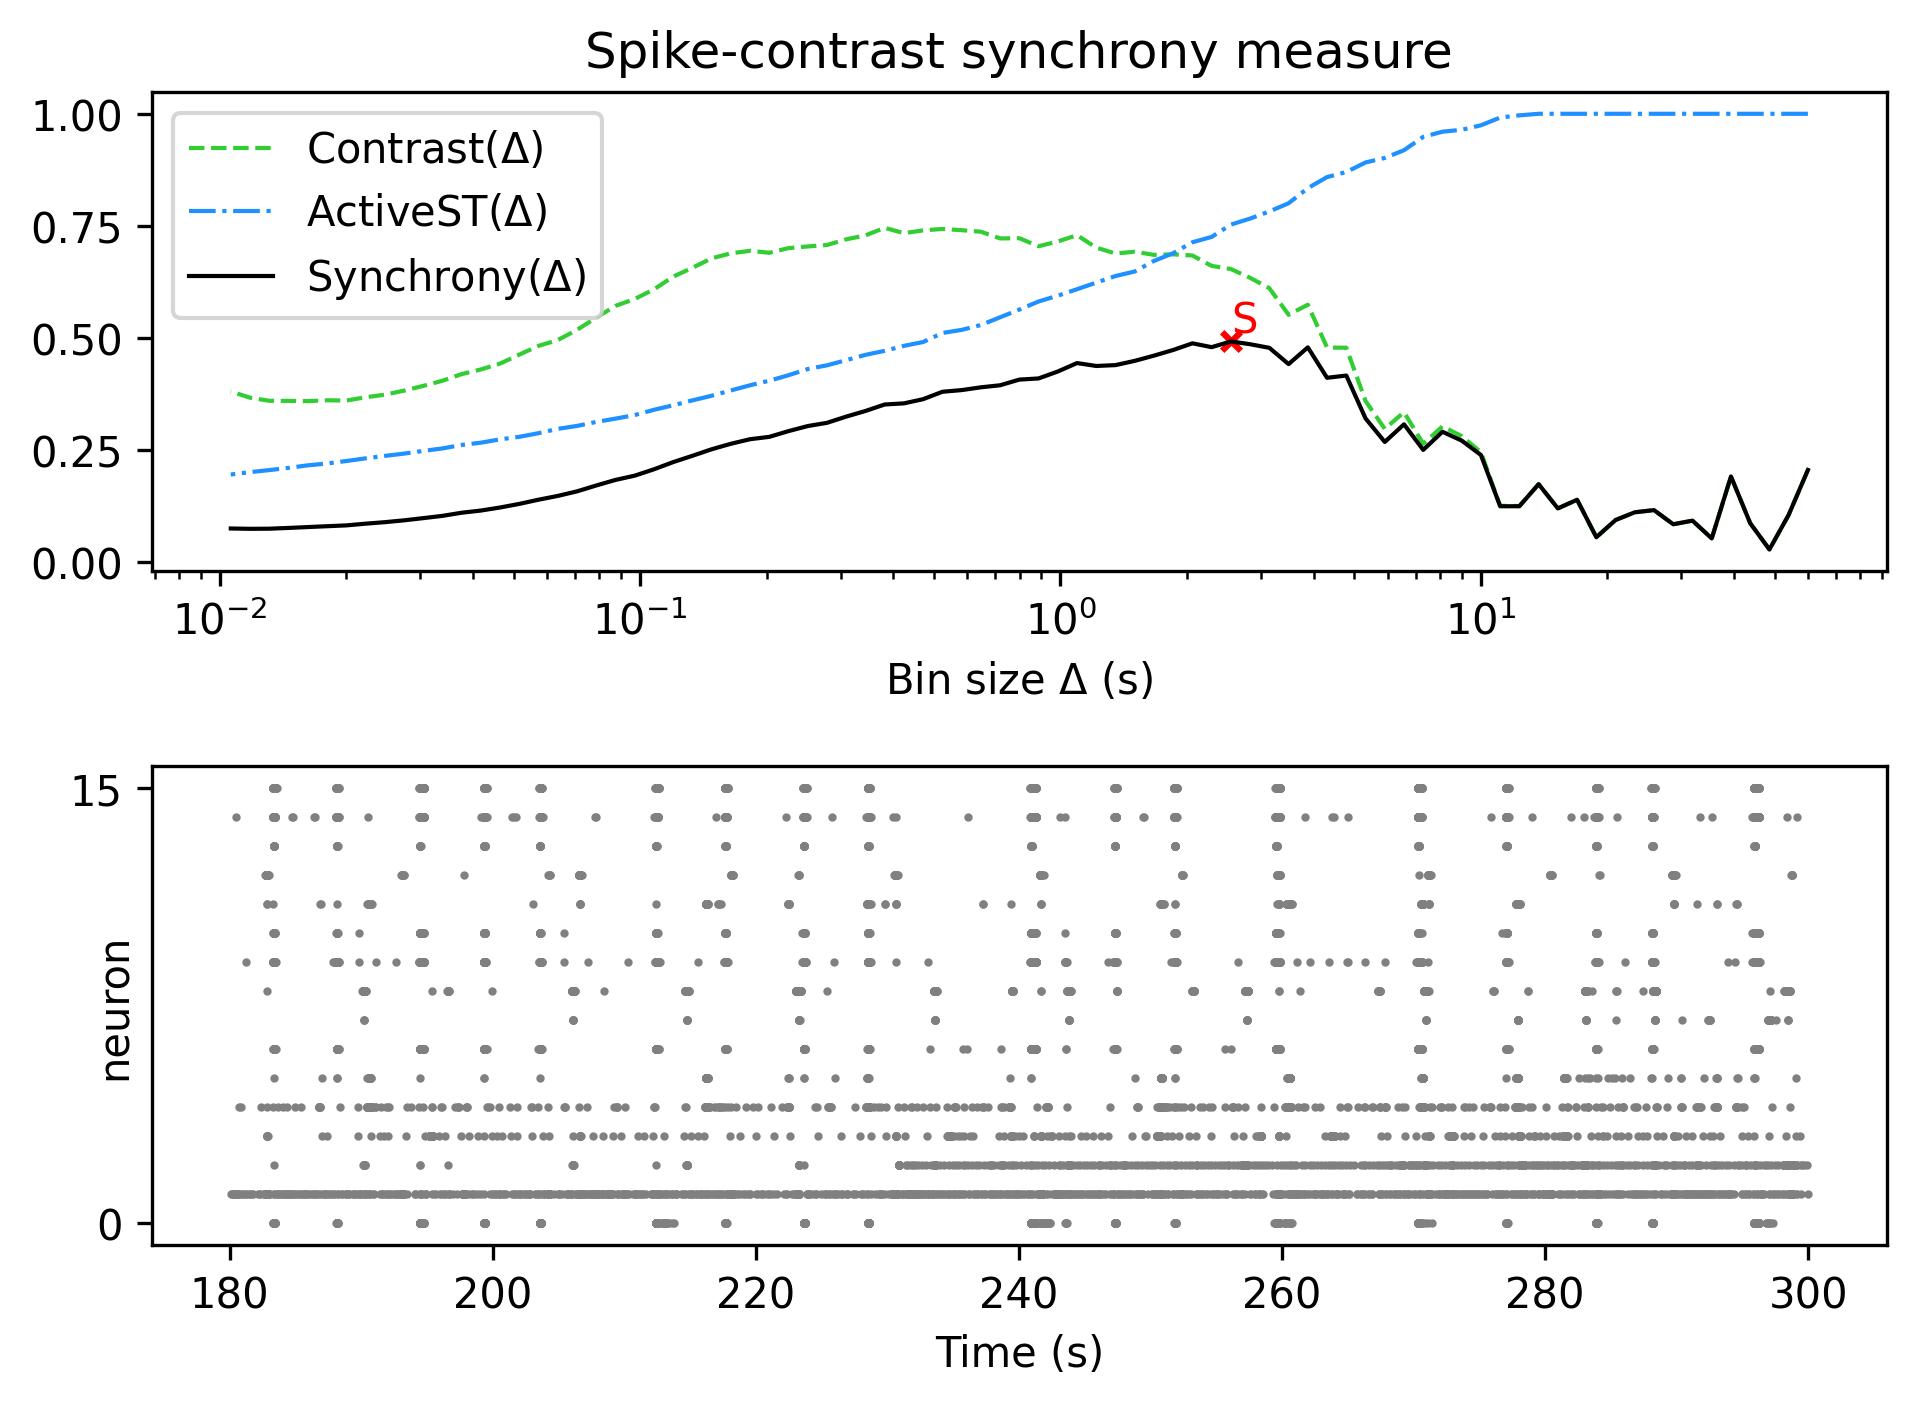 Spike-contrast synchrony measure
1.00
0.75
0.50
0.25
0.00
Contrast(Δ)
ActiveST(Δ)
Synchrony(Δ)
S
10⁻² 10⁻¹ 10⁰ 10¹
Bin size Δ (s)
15
0
neuron
180 200 220 240 260 280 300
Time (s)